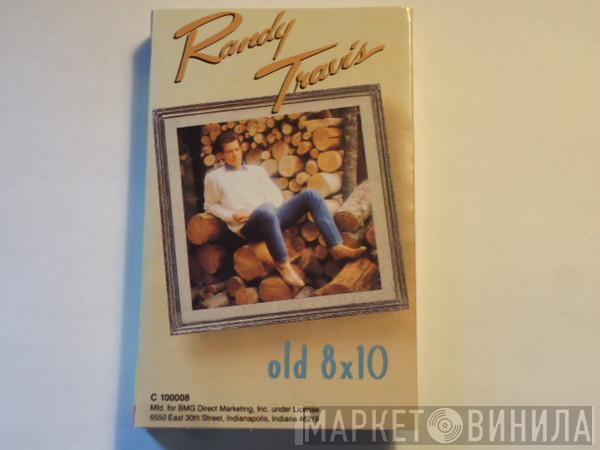 Randy
Travis
old 8x10
C 100008
Mfd. for BMG Direct Marketing, Inc. under License
6550 East 30th Street, Indianapolis, Indiana 46219
МАРКЕТ ВИНИЛА